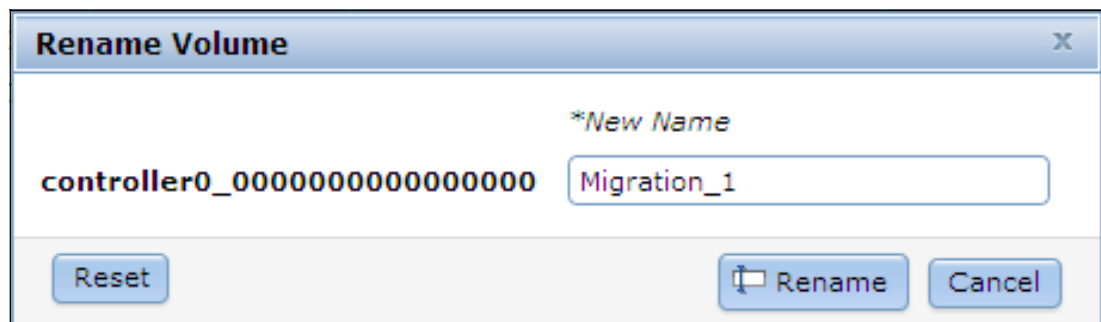 Rename Volume x
*New Name
controller0_0000000000000000 Migration_1
Reset Rename Cancel